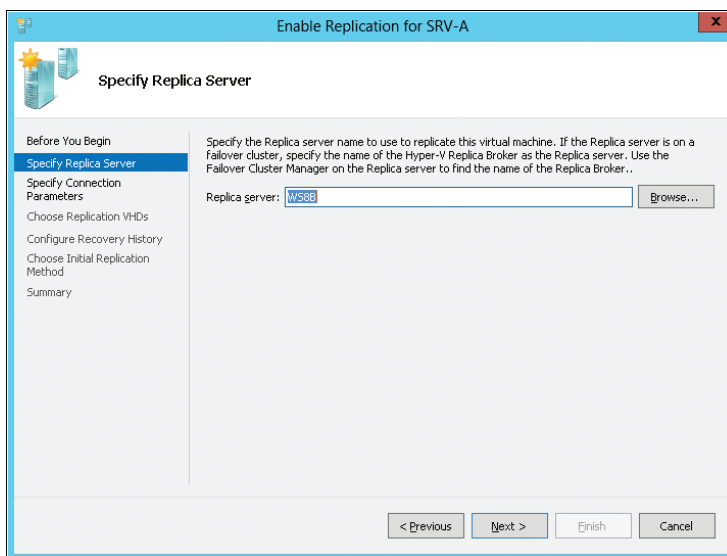 Enable Replication for SRV-A
x
Specify Replica Server
Before You Begin
Specify Replica Server
Specify Connection
Parameters
Choose Replication VHDs
Configure Recovery History
Choose Initial Replication
Method
Summary
Specify the Replica server name to use to replicate this virtual machine. If the Replica server is on a
failover cluster, specify the name of the Hyper-V Replica Broker as the Replica server. Use the
Failover Cluster Manager on the Replica server to find the name of the Replica Broker..
Replica server: WS8B Browse...
< Previous Next > Finish Cancel